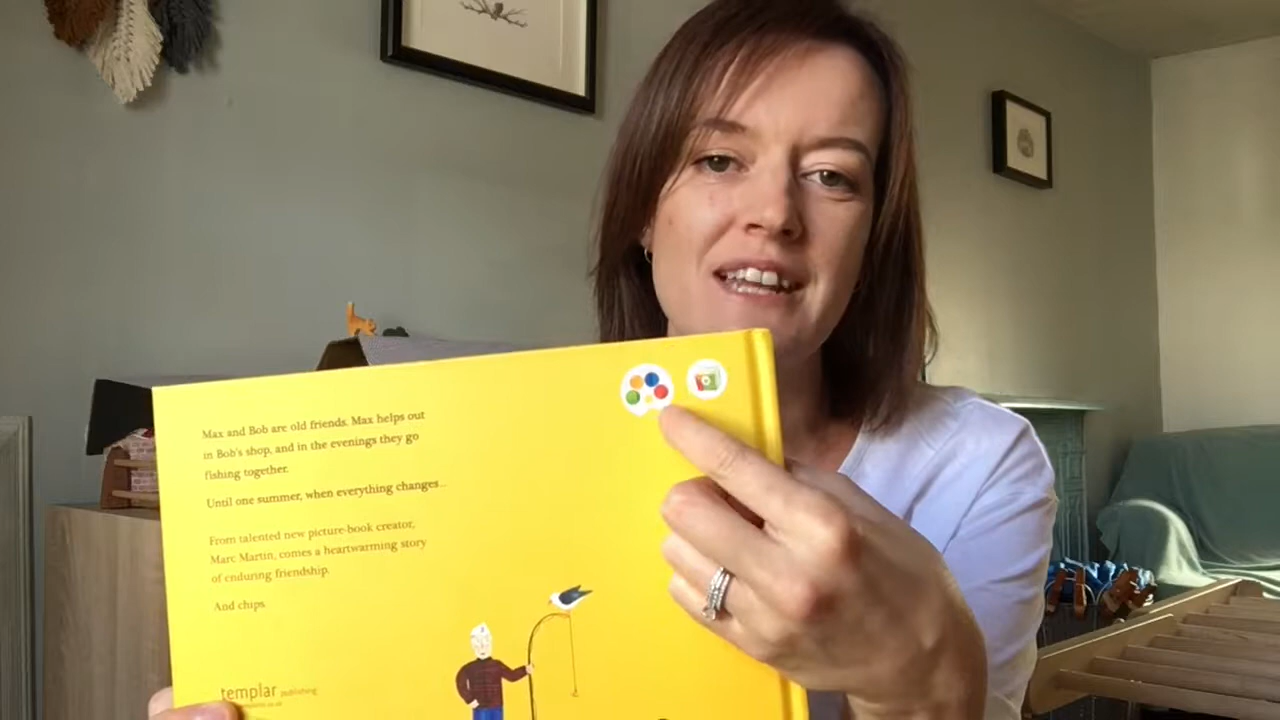 Max and Bob are old friends. Max helps out
in Bob's shop, and in the evenings they go
fishing together.
Until one summer, when everything changes...
From talented new picture-book creator,
Marc Martin, comes a heartwarming story
of enduring friendship.
And chips.
templar publishing